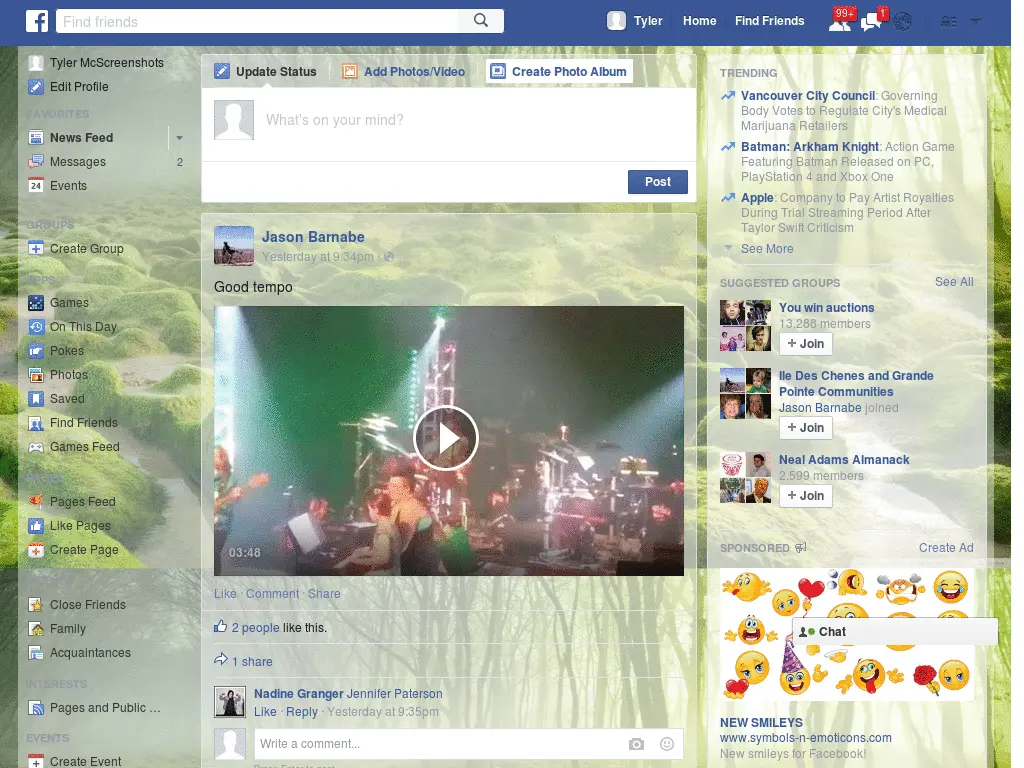 f
Find friends
Tyler
Home
Find Friends
99+
1
Tyler McScreenshots
Edit Profile
FAVORITES
News Feed
Messages 2
24 Events
GROUPS
Create Group
APPS
Games
On This Day
Pokes
Photos
Saved
Find Friends
Games Feed
PAGES
Pages Feed
Like Pages
Create Page
Close Friends
Family
Acquaintances
INTERESTS
Pages and Public ...
EVENTS
Create Event
Update Status
Add Photos/Video
Create Photo Album
What's on your mind?
Post
Jason Barnabe
Yesterday at 9:34pm ·
Good tempo
03:48
Like · Comment · Share
2 people like this.
1 share
Nadine Granger Jennifer Paterson
Like · Reply · Yesterday at 9:35pm
Write a comment...
TRENDING
Vancouver City Council: Governing
Body Votes to Regulate City's Medical
Marijuana Retailers
Batman: Arkham Knight: Action Game
Featuring Batman Released on PC,
PlayStation 4 and Xbox One
Apple: Company to Pay Artist Royalties
During Trial Streaming Period After
Taylor Swift Criticism
See More
SUGGESTED GROUPS See All
You win auctions
13,288 members
+ Join
Ile Des Chenes and Grande
Pointe Communities
Jason Barnabe joined
+ Join
Neal Adams Almanack
2,599 members
+ Join
SPONSORED Create Ad
Chat
NEW SMILEYS
www.symbols-n-emoticons.com
New smileys for Facebook!